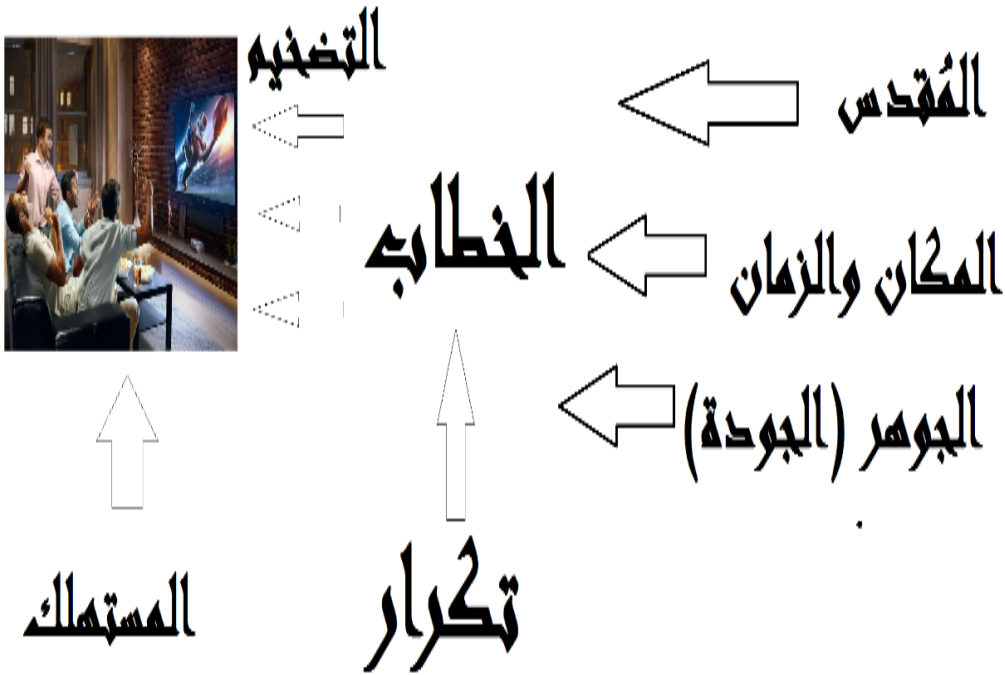 التضخيم
المُقدس
الخطاب
المكان والزمان
الجوهر (الجودة)
.
تكرار
المستهلك